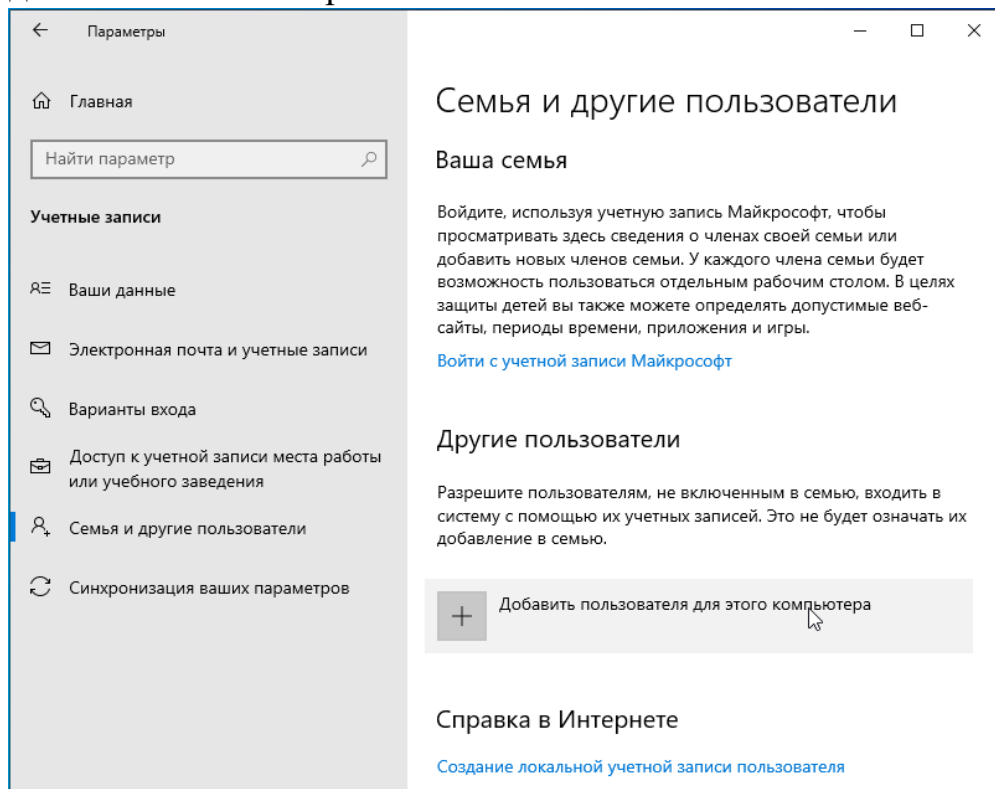 Параметры
Главная
Найти параметр
Учетные записи
Ваши данные
Электронная почта и учетные записи
Варианты входа
Доступ к учетной записи места работы
или учебного заведения
Семья и другие пользователи
Синхронизация ваших параметров
Семья и другие пользователи
Ваша семья
Войдите, используя учетную запись Майкрософт, чтобы
просматривать здесь сведения о членах своей семьи или
добавить новых членов семьи. У каждого члена семьи будет
возможность пользоваться отдельным рабочим столом. В целях
защиты детей вы также можете определять допустимые веб-
сайты, периоды времени, приложения и игры.
Войти с учетной записи Майкрософт
Другие пользователи
Разрешите пользователям, не включенным в семью, входить в
систему с помощью их учетных записей. Это не будет означать их
добавление в семью.
Добавить пользователя для этого компьютера
Справка в Интернете
Создание локальной учетной записи пользователя